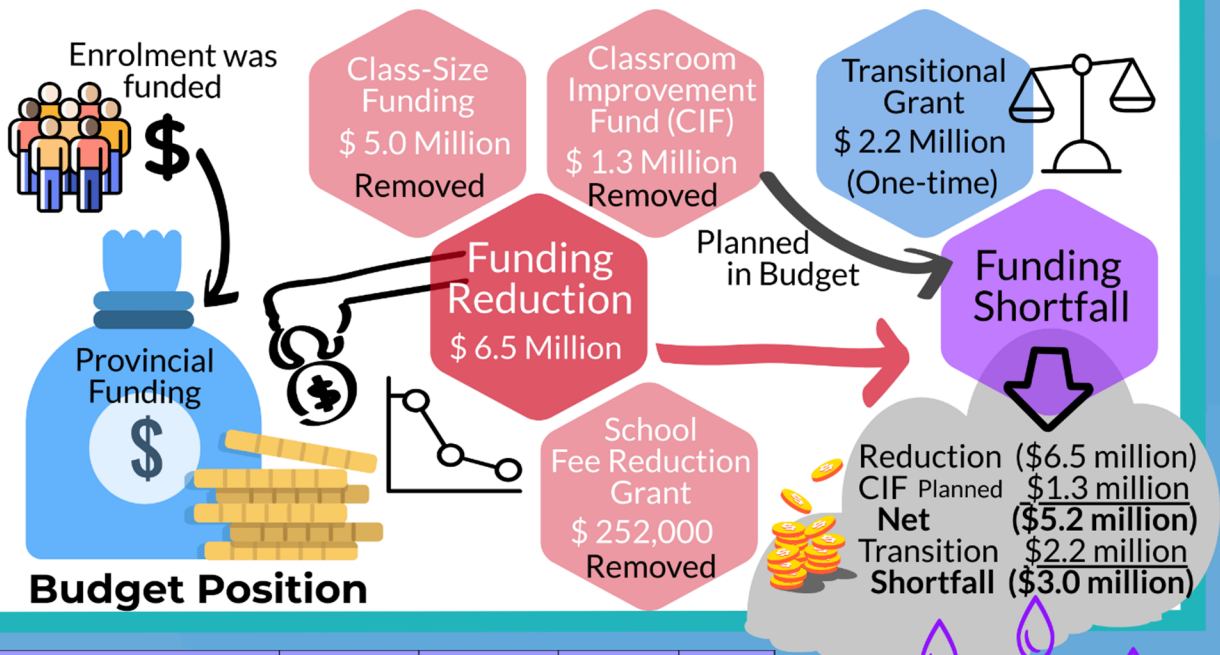 Enrolment was
funded
$
Provincial
Funding
$
Budget Position
Class-Size
Funding
$ 5.0 Million
Removed
Classroom
Improvement
Fund (CIF)
$ 1.3 Million
Removed
Funding
Reduction
$ 6.5 Million
$
School
Fee Reduction
Grant
$ 252,000
Removed
Planned
in Budget
Transitional
Grant
$ 2.2 Million
(One-time)
Funding
Shortfall
Reduction ($6.5 million)
CIF Planned $1.3 million
Net ($5.2 million)
Transition $2.2 million
Shortfall ($3.0 million)